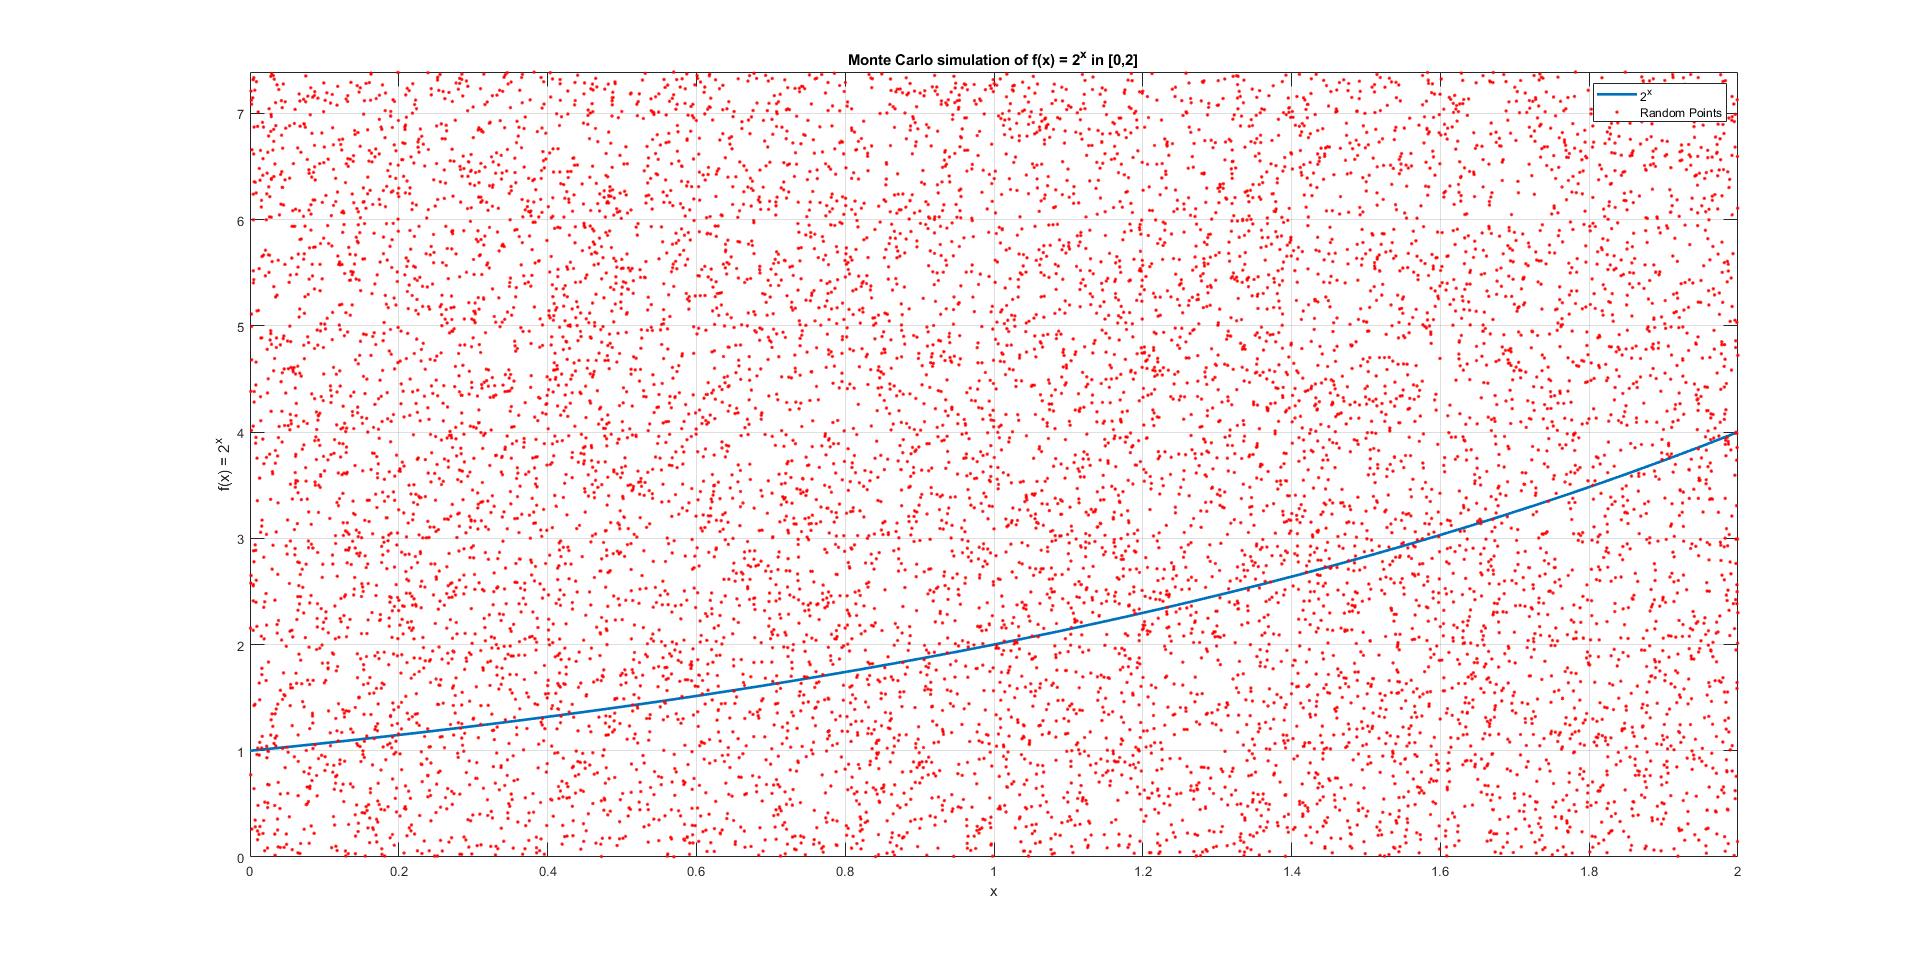 Monte Carlo simulation of f(x) = 2^x in [0,2]
2^x
Random Points
f(x) = 2^x
7
6
5
4
3
2
1
0
0 0.2 0.4 0.6 0.8 1 1.2 1.4 1.6 1.8 2
x